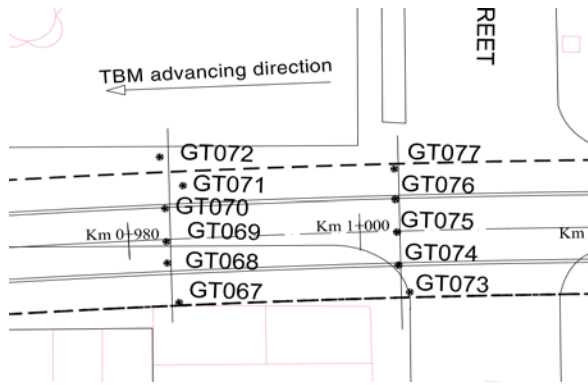 REET
TBM advancing direction
GT072
GT077
GT071
GT076
GT070
GT069
Km 1+000
GT075
Km 0+980
Km
GT068
GT074
GT067
GT073